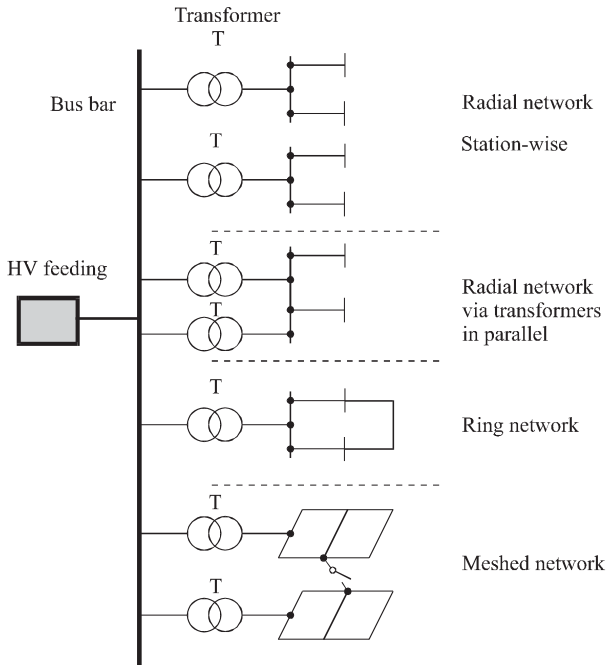 Transformer
T
Bus bar
Radial network
T
Station-wise
T
HV feeding
T
Radial network
via transformers
in parallel
T
Ring network
T
Meshed network
T